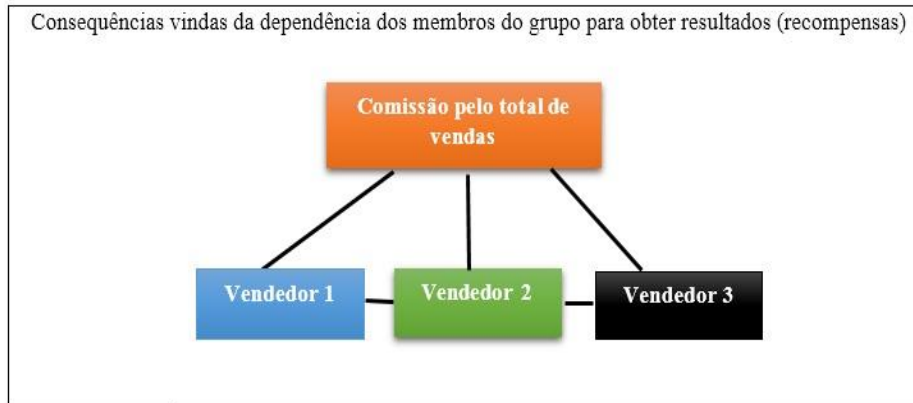 Consequências vindas da dependência dos membros do grupo para obter resultados (recompensas)
Comissão pelo total de
vendas
Vendedor 1
Vendedor 2
Vendedor 3